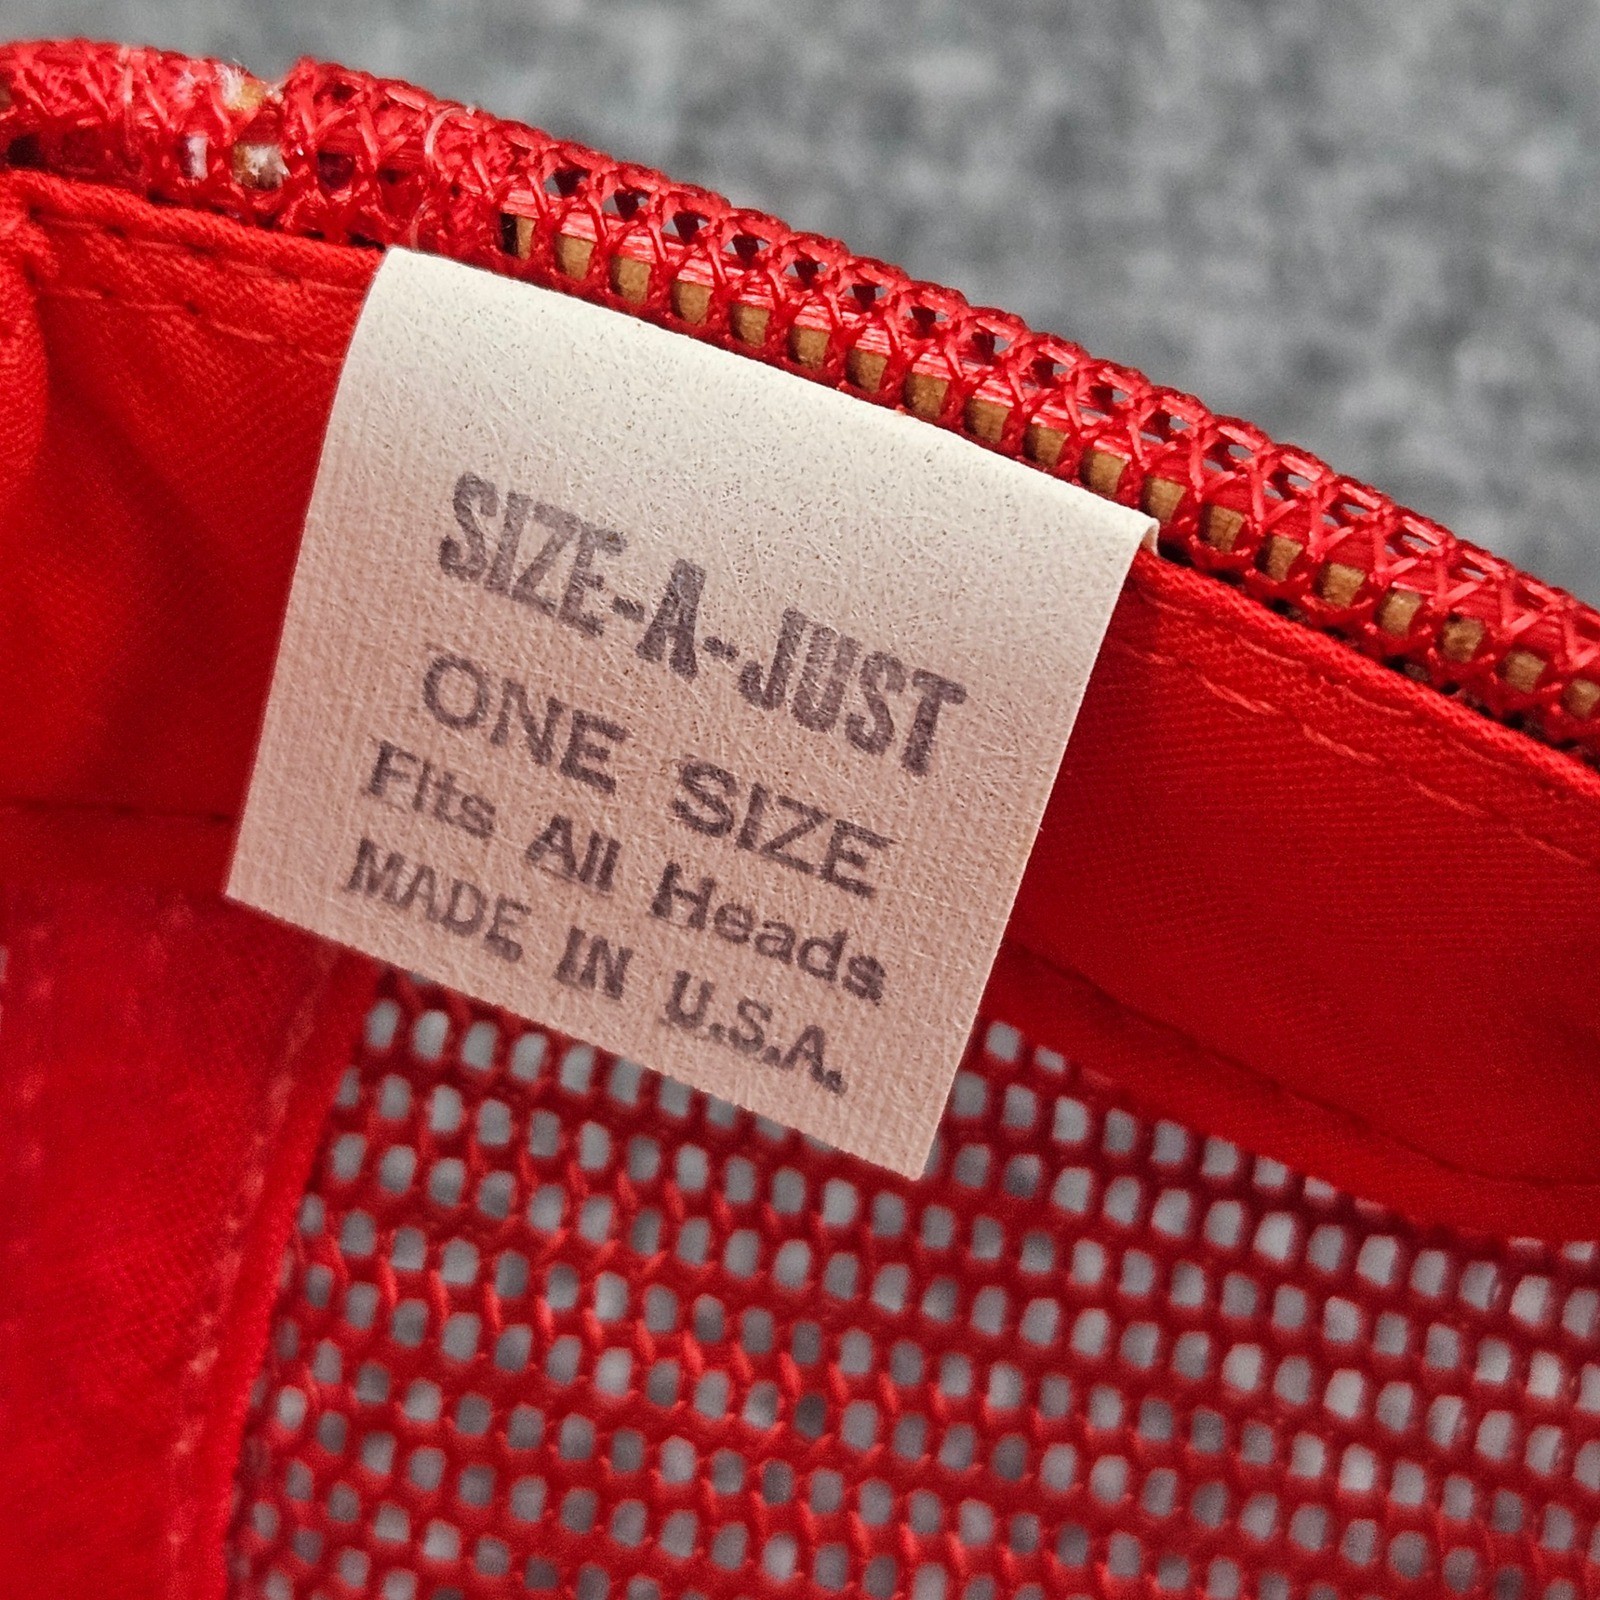 SIZE-A-JUST
ONE SIZE
Fits All Heads
MADE IN U.S.A.